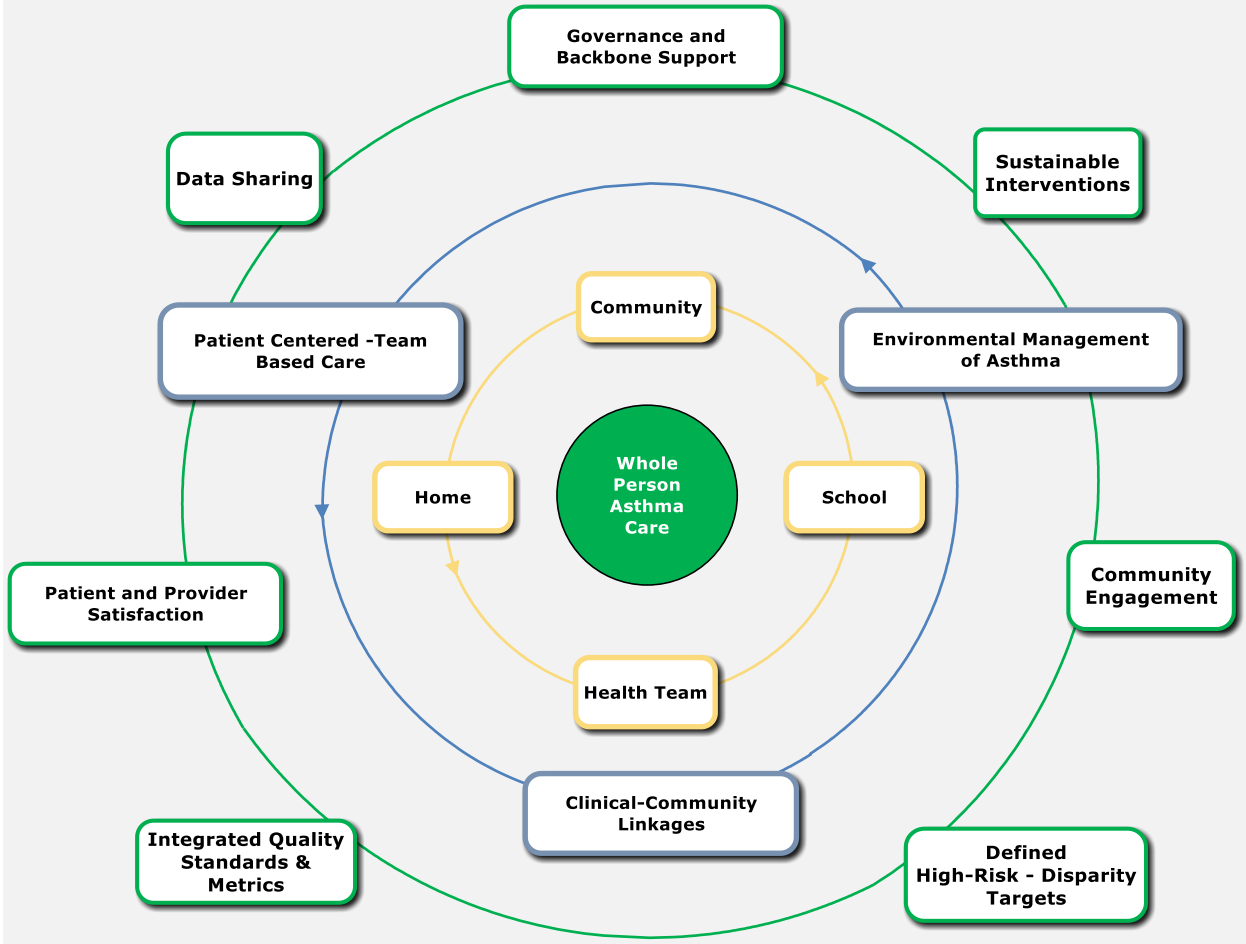 Governance and
Backbone Support
Data Sharing
Sustainable
Interventions
Community
Patient Centered -Team
Based Care
Environmental Management
of Asthma
Whole
Person
Asthma
Care
Home
School
Patient and Provider
Satisfaction
Community
Engagement
Health Team
Clinical-Community
Linkages
Integrated Quality
Standards &
Metrics
Defined
High-Risk - Disparity
Targets